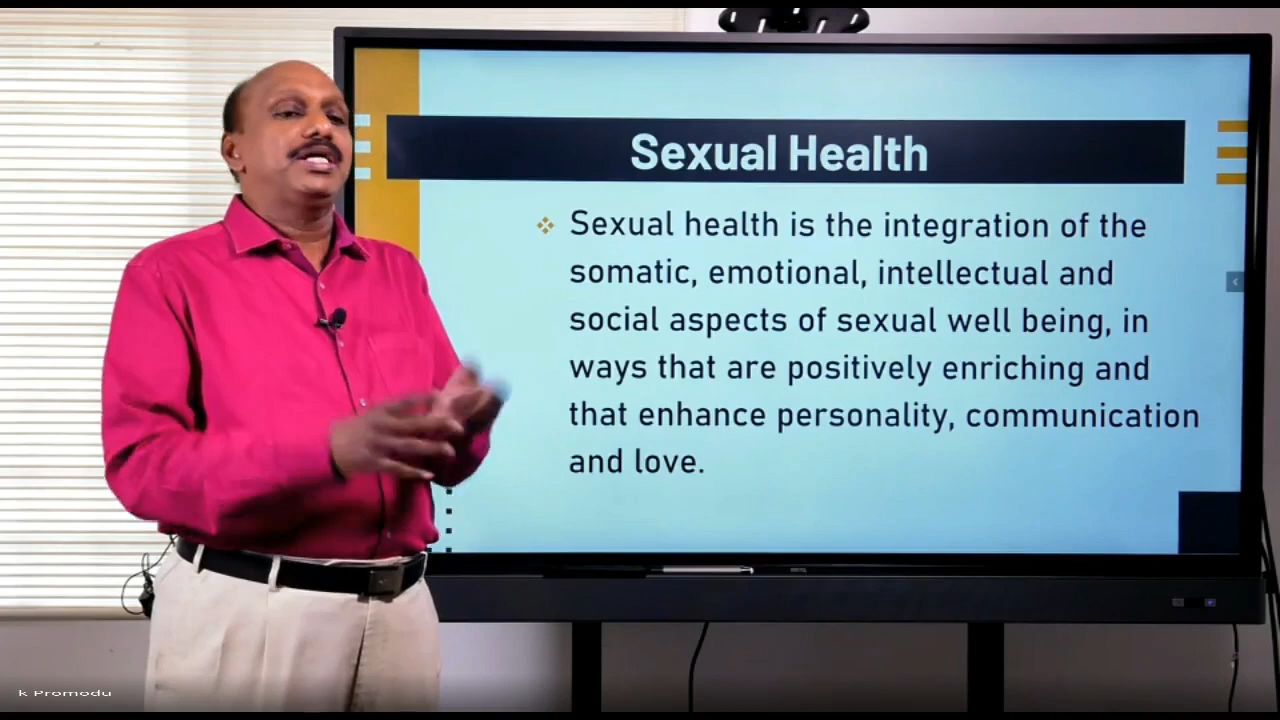 Sexual Health
Sexual health is the integration of the
somatic, emotional, intellectual and
social aspects of sexual well being, in
ways that are positively enriching and
that enhance personality, communication
and love.
k Promodu